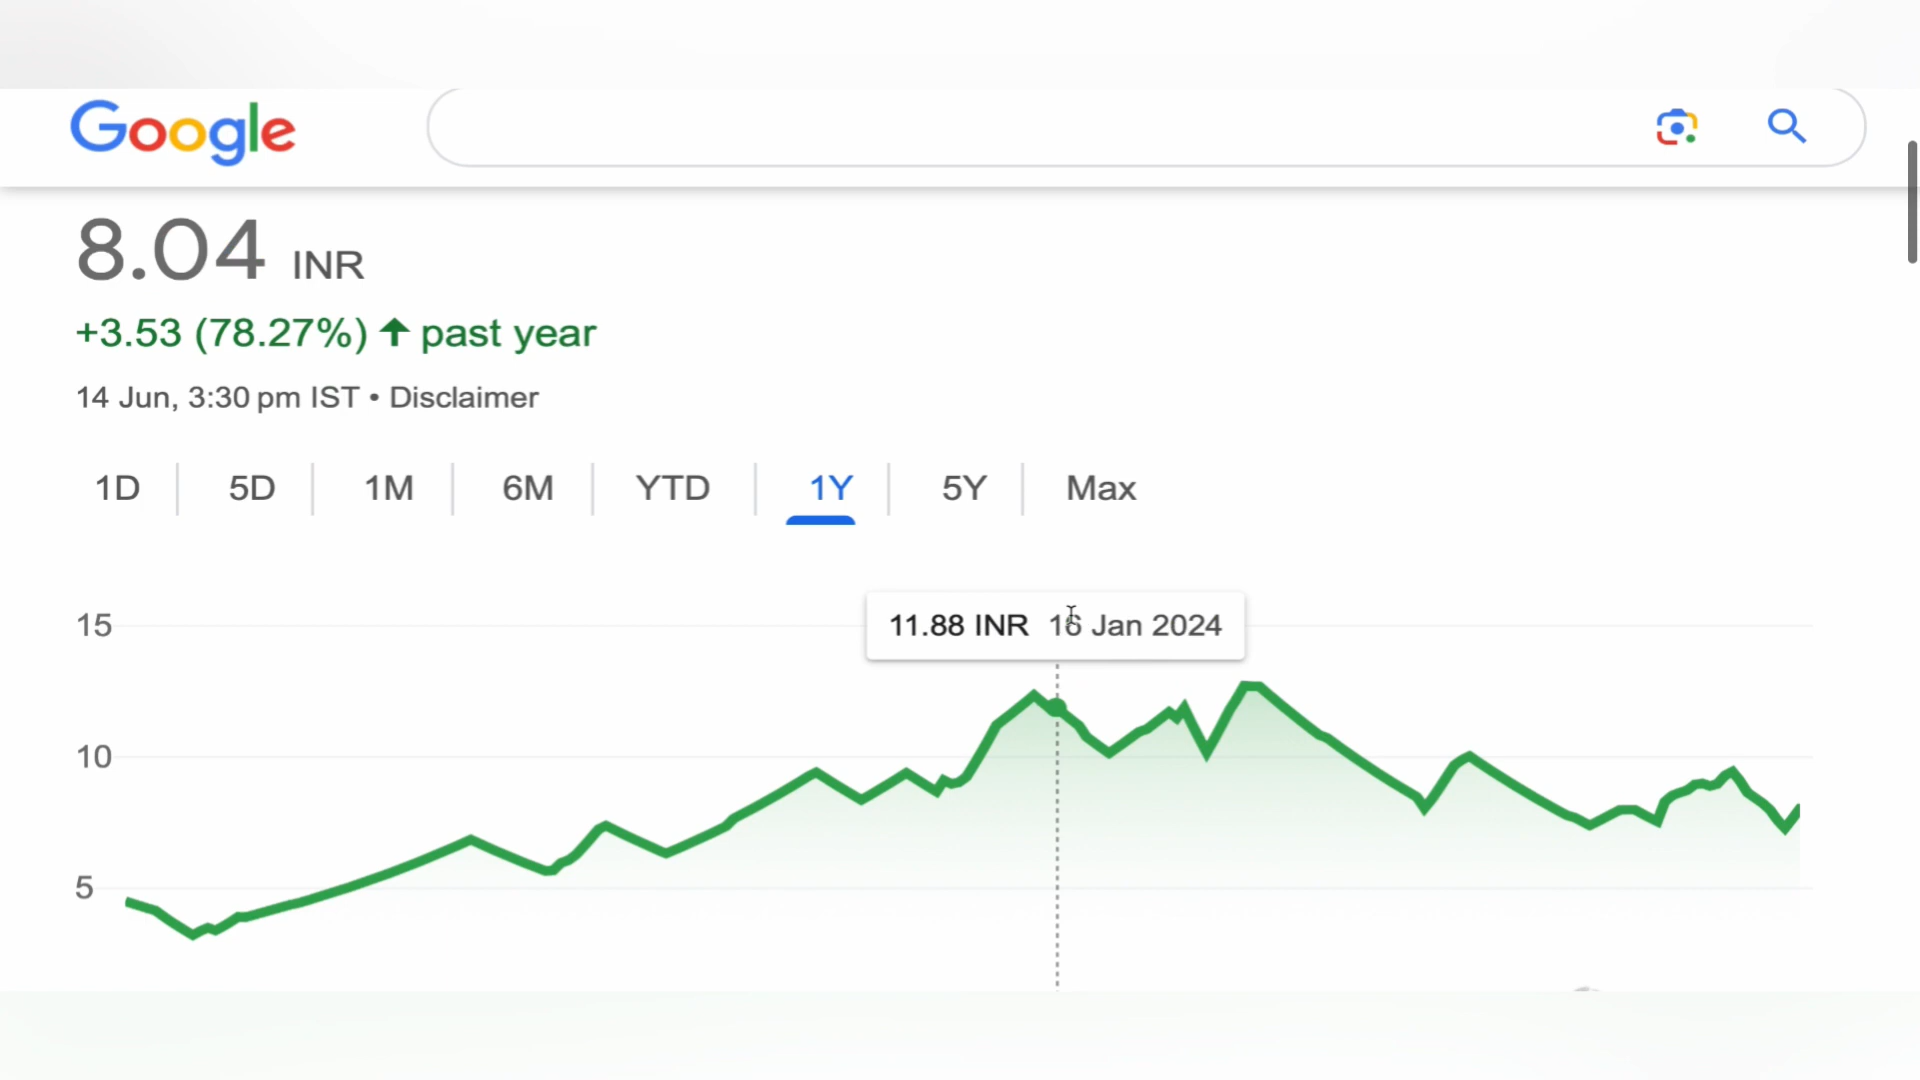 Google
8.04 INR
+3.53 (78.27%) ↑ past year
14 Jun, 3:30 pm IST • Disclaimer
1D 5D 1M 6M YTD 1Y 5Y Max
11.88 INR 16 Jan 2024
15
10
5